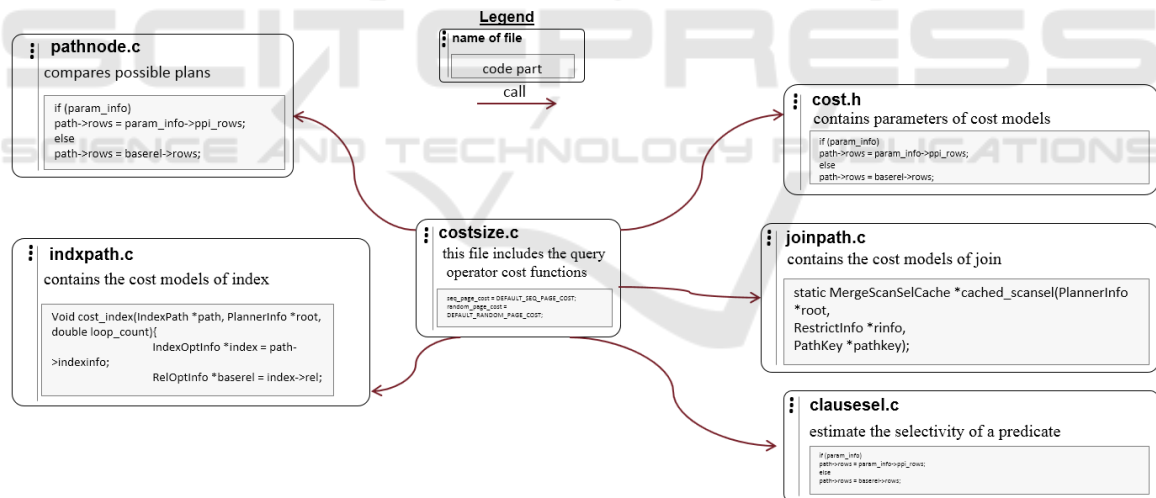 SCITEPRESS
SCIENCE AND TECHNOLOGY PUBLICATIONS
Legend
name of file
code part
call
pathnode.c
compares possible plans
if (param_info)
path->rows = param_info->ppi_rows;
else
path->rows = baserel->rows;
cost.h
contains parameters of cost models
if (param_info)
path->rows = param_info->ppi_rows;
else
path->rows = baserel->rows;
indxpath.c
contains the cost models of index
Void cost_index(IndexPath *path, PlannerInfo *root,
double loop_count){
IndexOptInfo *index = path-
>indexinfo;
RelOptInfo *baserel = index->rel;
costsize.c
this file includes the query
operator cost functions
seq_page_cost = DEFAULT_SEQ_PAGE_COST;
random_page_cost =
DEFAULT_RANDOM_PAGE_COST;
joinpath.c
contains the cost models of join
static MergeScanSelCache *cached_scansel(PlannerInfo
*root,
RestrictInfo *rinfo,
PathKey *pathkey);
clausesel.c
estimate the selectivity of a predicate
if (param_info)
path->rows = param_info->ppi_rows;
else
path->rows = baserel->rows;